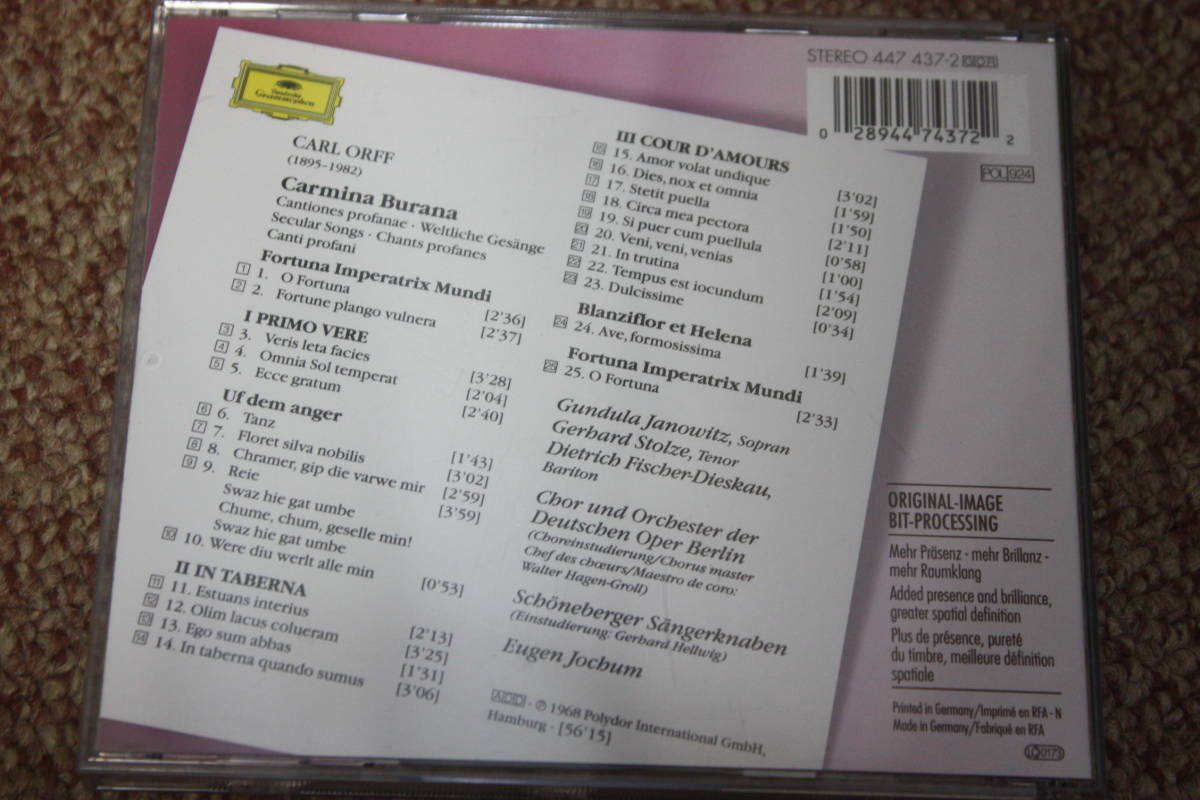 STEREO 447 437-2 GOR
0 28944 74372 2
POL 924
Deutsche
Grammophon
CARL ORFF
(1895–1982)
Carmina Burana
Cantiones profanae · Weltliche Gesänge
Secular Songs · Chants profanes
Canti profani
Fortuna Imperatrix Mundi
1 1. O Fortuna [2'36]
2 2. Fortune plango vulnera [2'37]
I PRIMO VERE
3 3. Veris leta facies [3'28]
4 4. Omnia Sol temperat [2'04]
5 5. Ecce gratum [2'40]
Uf dem anger
6 6. Tanz [1'43]
7 7. Floret silva nobilis [3'02]
8 8. Chramer, gip die varwe mir [2'59]
9 9. Reie [3'59]
Swaz hie gat umbe
Chume, chum, geselle min!
Swaz hie gat umbe
10 10. Were diu werlt alle min [0'53]
II IN TABERNA
11 11. Estuans interius [2'13]
12 12. Olim lacus colueram [3'25]
13 13. Ego sum abbas [1'31]
14 14. In taberna quando sumus [3'06]
III COUR D'AMOURS
15 15. Amor volat undique [3'02]
16 16. Dies, nox et omnia [1'59]
17 17. Stetit puella [1'50]
18 18. Circa mea pectora [2'11]
19 19. Si puer cum puellula [0'58]
20 20. Veni, veni, venias [1'00]
21 21. In trutina [1'54]
22 22. Tempus est iocundum [2'09]
23 23. Dulcissime [0'34]
Blanziflor et Helena
24 24. Ave, formosissima [1'39]
Fortuna Imperatrix Mundi
25 25. O Fortuna [2'33]
Gundula Janowitz, Sopran
Gerhard Stolze, Tenor
Dietrich Fischer-Dieskau,
Bariton
Chor und Orchester der
Deutschen Oper Berlin
(Choreinstudierung/Chorus master
Chef des chœurs/Maestro de coro:
Walter Hagen-Groll)
Schöneberger Sängerknaben
(Einstudierung: Gerhard Hellwig)
Eugen Jochum
ADD · ℗ 1968 Polydor International GmbH,
Hamburg · [56'15]
ORIGINAL-IMAGE
BIT-PROCESSING
Mehr Präsenz - mehr Brillanz -
mehr Raumklang
Added presence and brilliance,
greater spatial definition
Plus de présence, pureté
du timbre, meilleure définition
spatiale
Printed in Germany/Imprimé en RFA - N
Made in Germany/Fabriqué en RFA
LC 0173